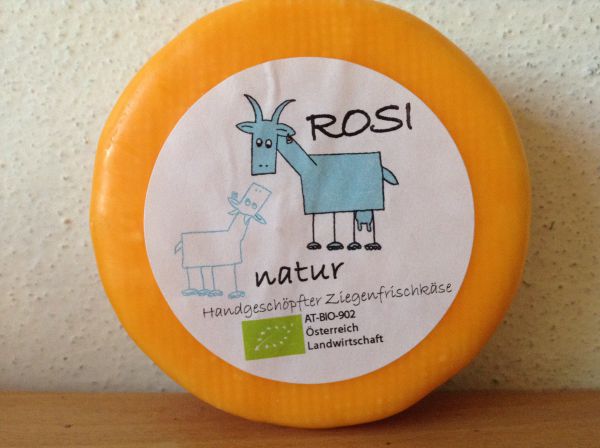 ROSI
natur
Handgeschöpfter Ziegenfrischkäse
AT-BIO-902
Österreich
Landwirtschaft